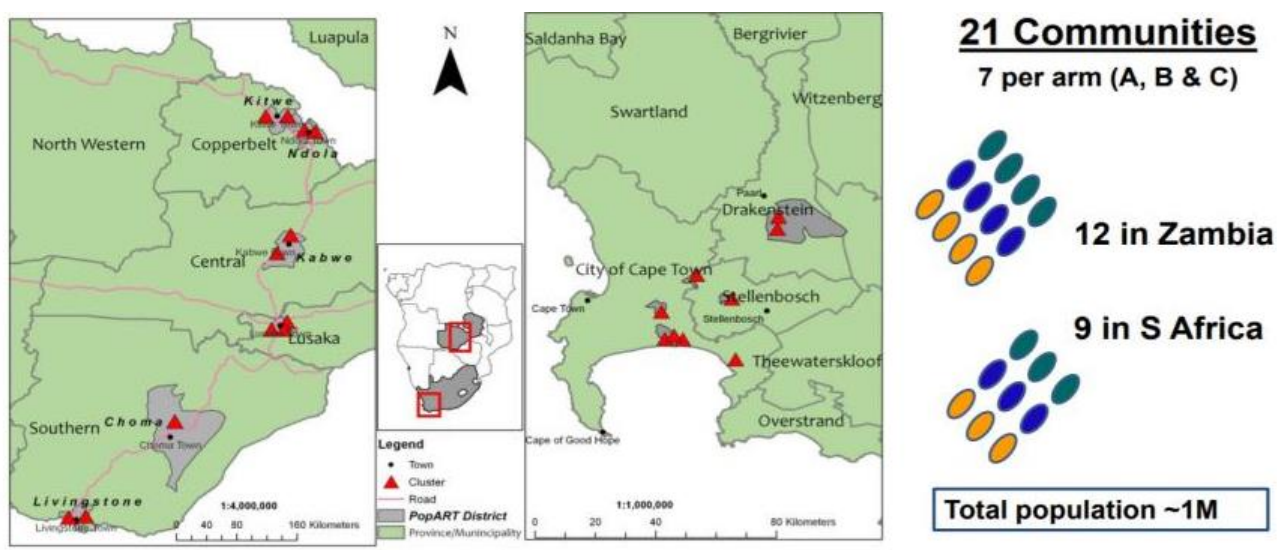 Luapula
Kitwe
North Western
Copperbelt
Ndola
Central
Kabwe
Lusaka
Southern
Choma
Choma Town
Livingstone
1:4,000,000
0 40 80 160 Kilometers
N
Legend
Town
Cluster
Road
PopART District
Province/Munincipality
Saldanha Bay
Bergrivier
Swartland
Witzenberg
Paarl
Drakenstein
City of Cape Town
Stellenbosch
Cape Town
Stellenbosch
Theewaterskloof
Overstrand
Cape of Good Hope
1:1,000,000
0 20 40 80 Kilometers
4
21 Communities
7 per arm (A, B & C)
12 in Zambia
9 in S Africa
Total population ~1M